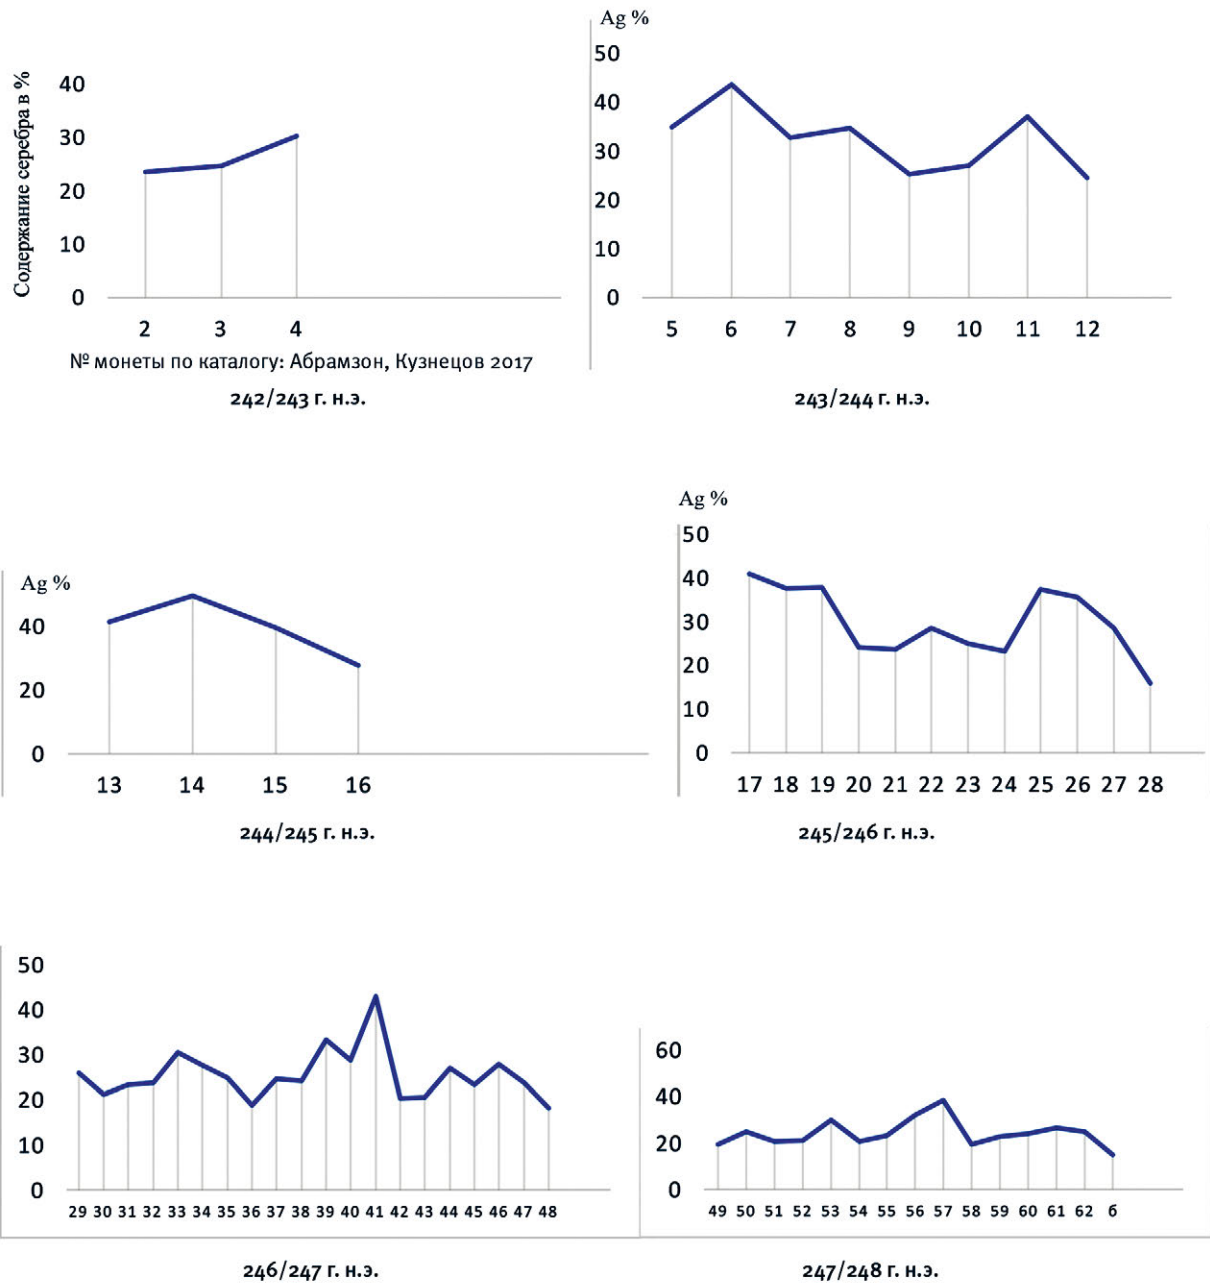 Содержание серебра в %
40
30
20
10
0
2 3 4
№ монеты по каталогу: Абрамзон, Кузнецов 2017
242/243 г. н.э.
Ag %
50
40
30
20
10
0
5 6 7 8 9 10 11 12
243/244 г. н.э.
Ag %
40
20
0
13 14 15 16
244/245 г. н.э.
Ag %
50
40
30
20
10
0
17 18 19 20 21 22 23 24 25 26 27 28
245/246 г. н.э.
50
40
30
20
10
0
29 30 31 32 33 34 35 36 37 38 39 40 41 42 43 44 45 46 47 48
246/247 г. н.э.
60
40
20
0
49 50 51 52 53 54 55 56 57 58 59 60 61 62 б
247/248 г. н.э.